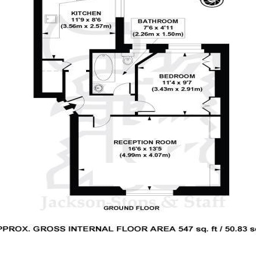 KITCHEN
11'9 x 8'6
(3.56m x 2.57m)
BATHROOM
7'6 x 4'11
(2.26m x 1.50m)
BEDROOM
11'4 x 9'7
(3.43m x 2.91m)
RECEPTION ROOM
16'6 x 13'5
(4.99m x 4.07m)
Jackson-Stops & Staff
GROUND FLOOR
PPROX. GROSS INTERNAL FLOOR AREA 547 sq. ft / 50.83 s